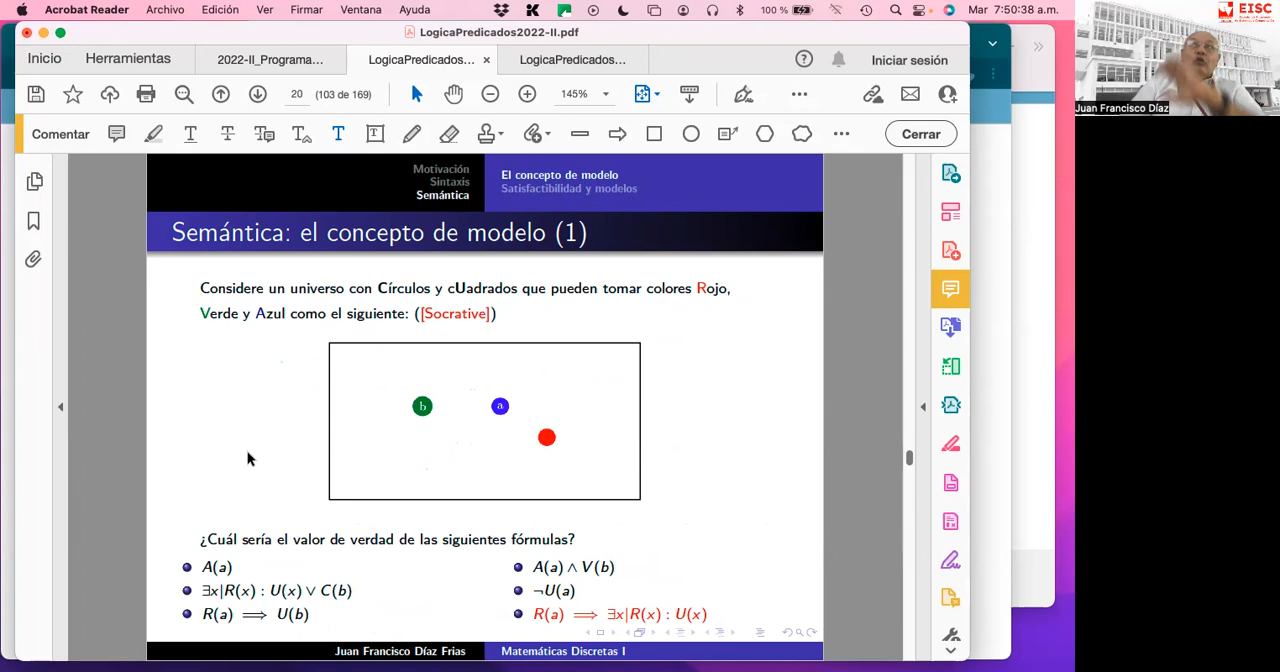 Acrobat Reader Archivo Edición Ver Firmar Ventana Ayuda 100 % Mar 7:50:38 a.m.
EISC
LogicaPredicados2022-II.pdf
Inicio Herramientas 2022-II_Programa... LogicaPredicados... × LogicaPredicados... Iniciar sesión
20 (103 de 169) 145%
Juan Francisco Díaz
Comentar Cerrar
Motivación
Sintaxis
Semántica
El concepto de modelo
Satisfactibilidad y modelos
Semántica: el concepto de modelo (1)
Considere un universo con Círculos y cUadrados que pueden tomar colores Rojo,
Verde y Azul como el siguiente: ([Socrative])
b a
¿Cuál sería el valor de verdad de las siguientes fórmulas?
A(a)
∃x|R(x) : U(x) ∨ C(b)
R(a) ⟹ U(b)
A(a) ∧ V(b)
¬U(a)
R(a) ⟹ ∃x|R(x) : U(x)
Juan Francisco Díaz Frias Matemáticas Discretas I